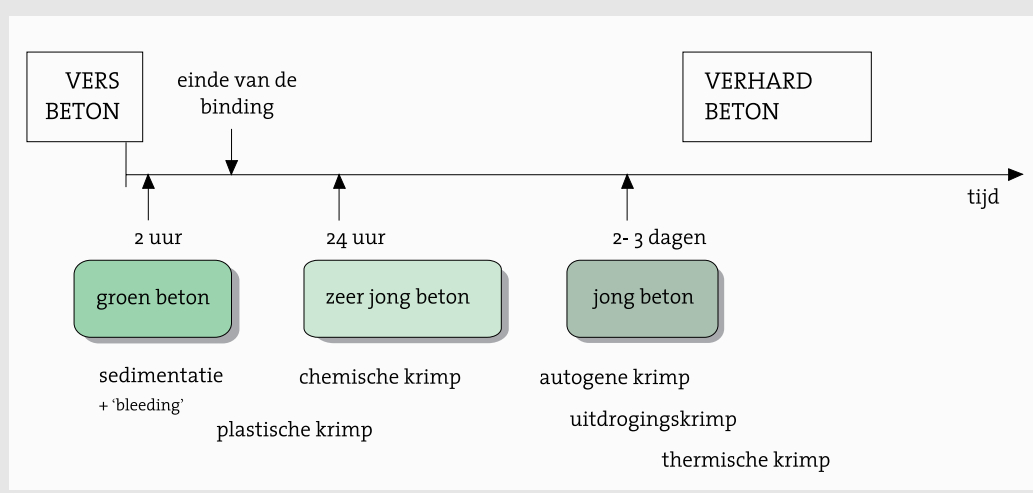 VERS
BETON
einde van de
binding
VERHARD
BETON
tijd
2 uur
24 uur
2- 3 dagen
groen beton
zeer jong beton
jong beton
sedimentatie
+ ‘bleeding’
plastische krimp
chemische krimp
autogene krimp
uitdrogingskrimp
thermische krimp